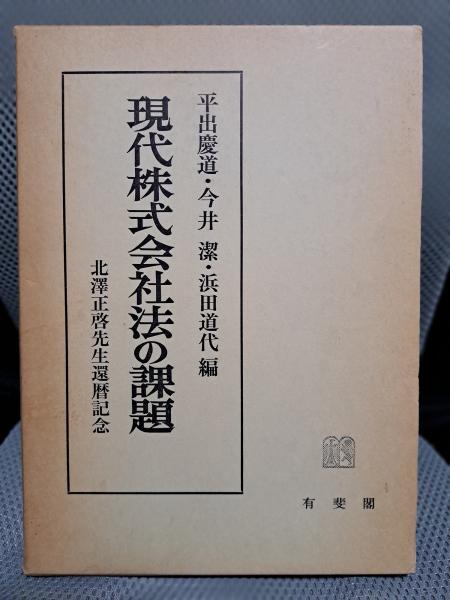 平出慶道・今井 潔・浜田道代 編
現代株式会社法の課題
北澤正啓先生還暦記念
有斐閣